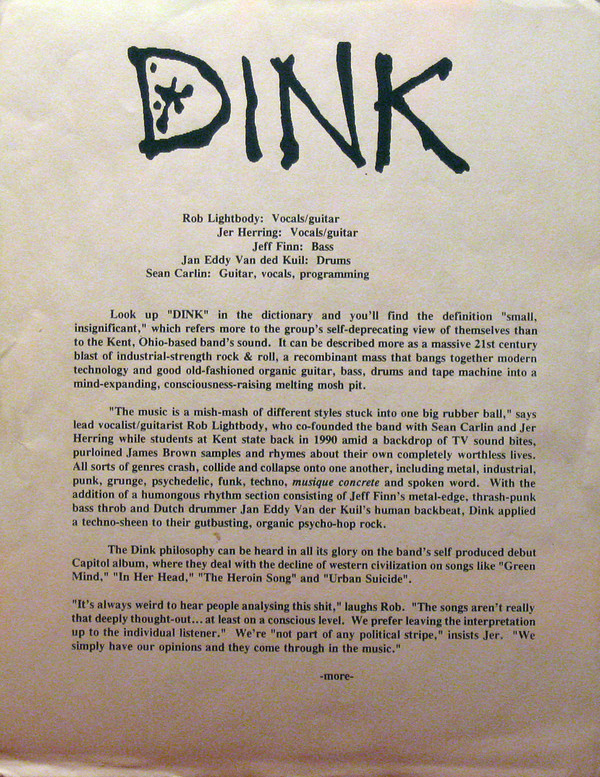 DINK
Rob Lightbody: Vocals/guitar
Jer Herring: Vocals/guitar
Jeff Finn: Bass
Jan Eddy Van ded Kuil: Drums
Sean Carlin: Guitar, vocals, programming
Look up "DINK" in the dictionary and you'll find the definition "small,
insignificant," which refers more to the group's self-deprecating view of themselves than
to the Kent, Ohio-based band's sound. It can be described more as a massive 21st century
blast of industrial-strength rock & roll, a recombinant mass that bangs together modern
technology and good old-fashioned organic guitar, bass, drums and tape machine into a
mind-expanding, consciousness-raising melting mosh pit.
"The music is a mish-mash of different styles stuck into one big rubber ball," says
lead vocalist/guitarist Rob Lightbody, who co-founded the band with Sean Carlin and Jer
Herring while students at Kent state back in 1990 amid a backdrop of TV sound bites,
purloined James Brown samples and rhymes about their own completely worthless lives.
All sorts of genres crash, collide and collapse onto one another, including metal, industrial,
punk, grunge, psychedelic, funk, techno, musique concrete and spoken word. With the
addition of a humongous rhythm section consisting of Jeff Finn's metal-edge, thrash-punk
bass throb and Dutch drummer Jan Eddy Van der Kuil's human backbeat, Dink applied
a techno-sheen to their gutbusting, organic psycho-hop rock.
The Dink philosophy can be heard in all its glory on the band's self produced debut
Capitol album, where they deal with the decline of western civilization on songs like "Green
Mind," "In Her Head," "The Heroin Song" and "Urban Suicide".
"It's always weird to hear people analysing this shit," laughs Rob. "The songs aren't really
that deeply thought-out... at least on a conscious level. We prefer leaving the interpretation
up to the individual listener." We're "not part of any political stripe," insists Jer. "We
simply have our opinions and they come through in the music."
-more-